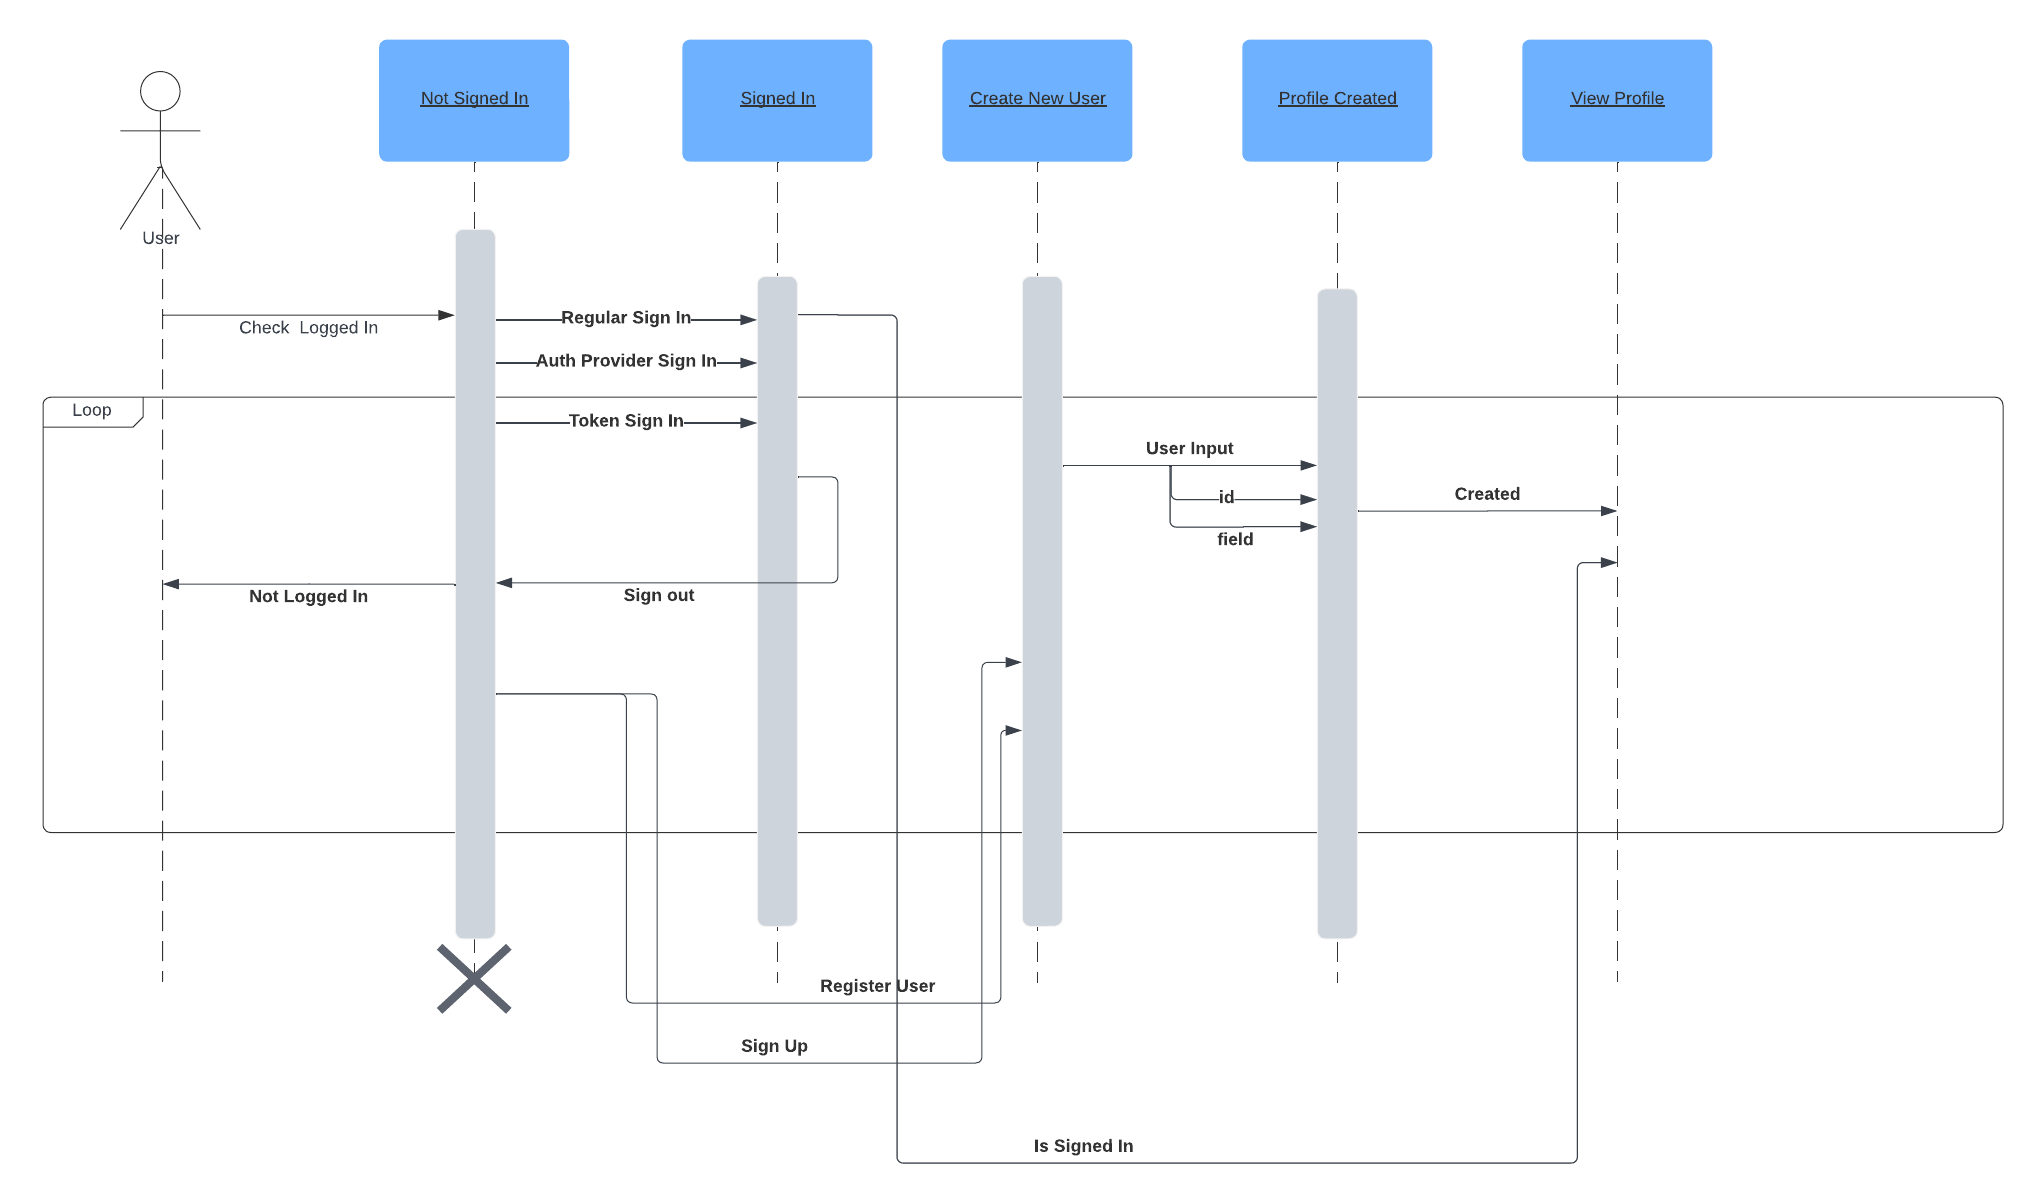 Not Signed In
Signed In
Create New User
Profile Created
View Profile
User
Check  Logged In
Regular Sign In
Auth Provider Sign In
Loop
Token Sign In
User Input
id
Created
field
Not Logged In
Sign out
Register User
Sign Up
Is Signed In